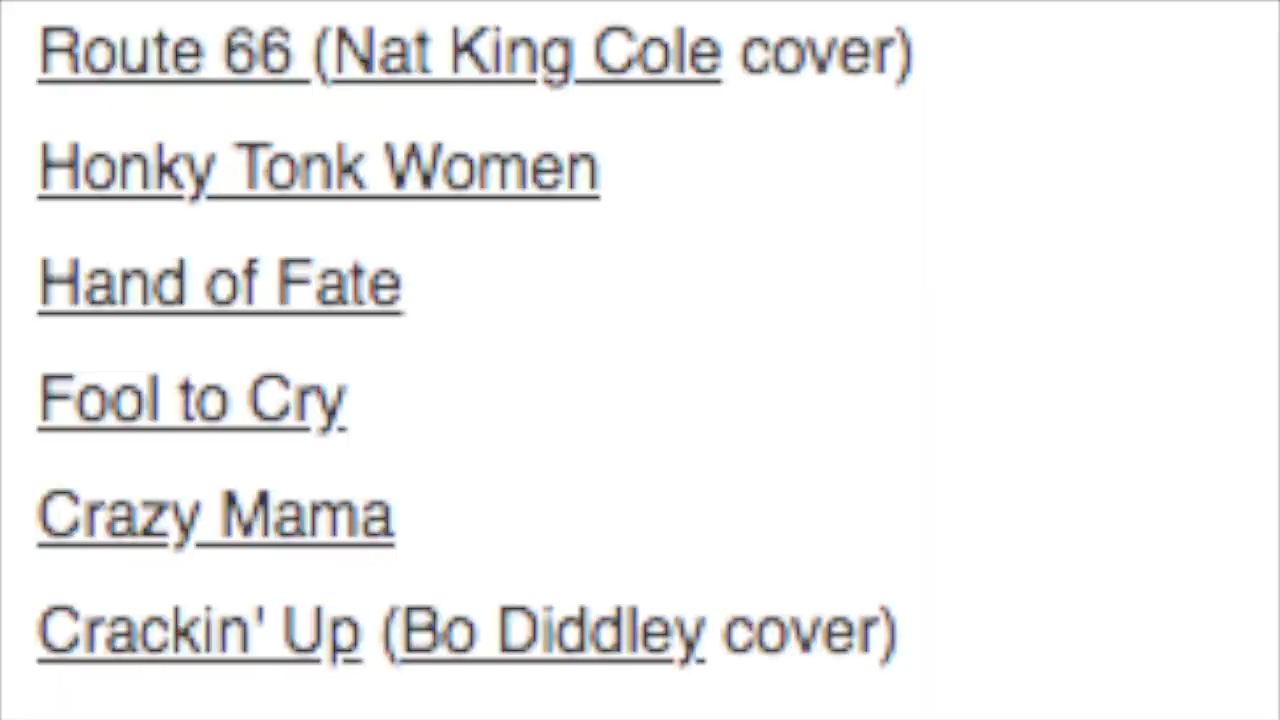 Route 66 (Nat King Cole cover)
Honky Tonk Women
Hand of Fate
Fool to Cry
Crazy Mama
Crackin' Up (Bo Diddley cover)